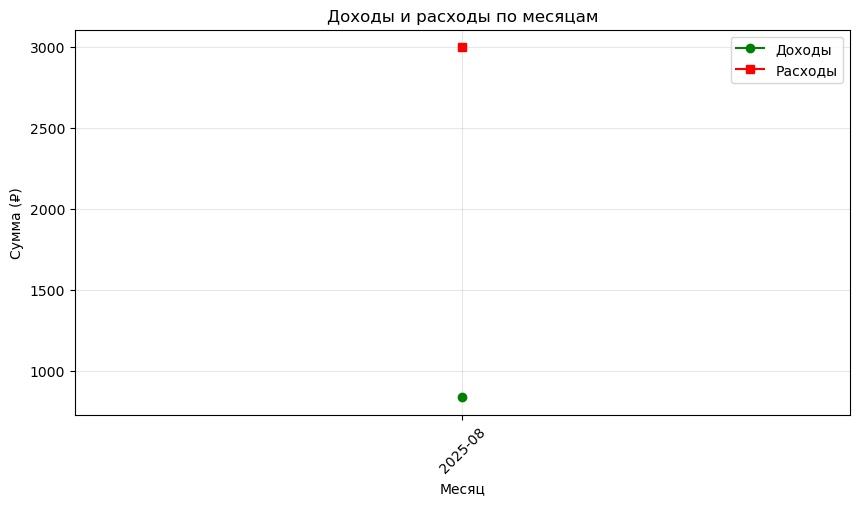 Доходы и расходы по месяцам
Доходы
Расходы
Сумма (₽)
3000
2500
2000
1500
1000
2025-08
Месяц